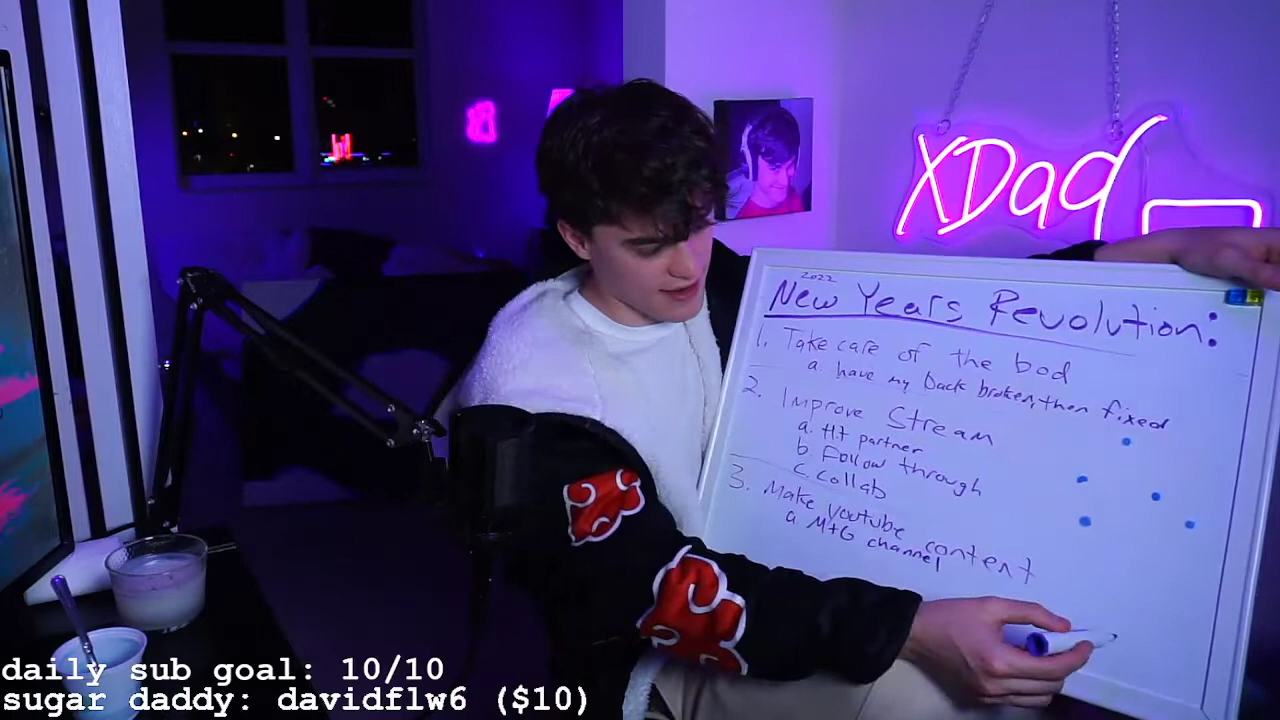 XDad
2022
New Years Revolution:
1. Take care of the bod
a. have my back broken, then fixed
2. Improve Stream
a. Hit partner
b. Follow through
c. collab
3. Make youtube content
a. M+G channel
daily sub goal: 10/10
sugar daddy: davidflw6 ($10)